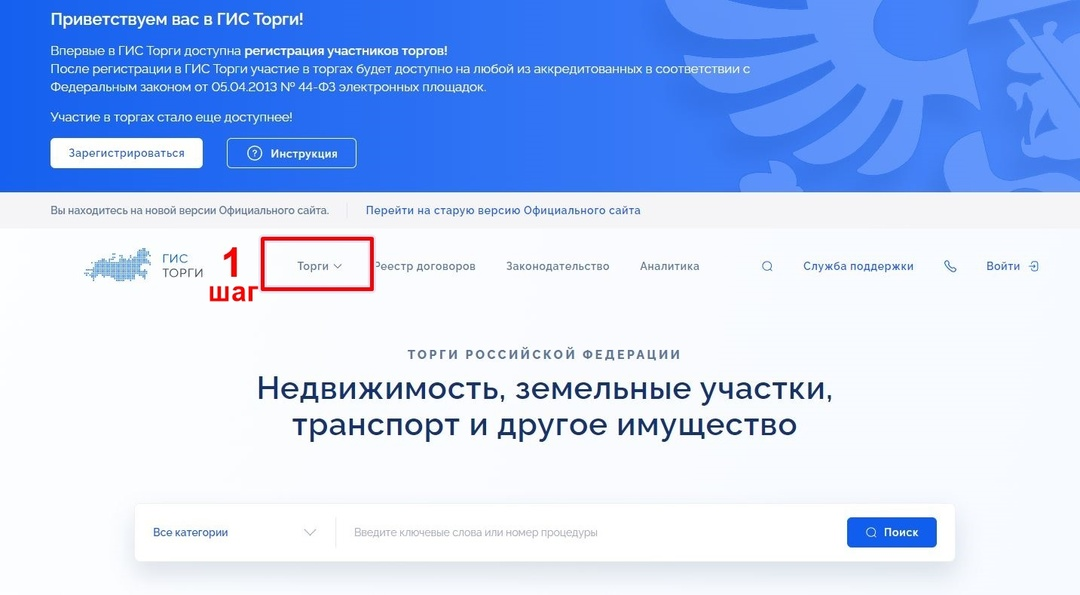 Приветствуем вас в ГИС Торги!
Впервые в ГИС Торги доступна регистрация участников торгов!
После регистрации в ГИС Торги участие в торгах будет доступно на любой из аккредитованных в соответствии с
Федеральным законом от 05.04.2013 № 44-ФЗ электронных площадок.
Участие в торгах стало еще доступнее!
Зарегистрироваться
? Инструкция
Вы находитесь на новой версии Официального сайта.
Перейти на старую версию Официального сайта
ГИС
ТОРГИ
1
шаг
Торги
Реестр договоров
Законодательство
Аналитика
Служба поддержки
Войти
ТОРГИ РОССИЙСКОЙ ФЕДЕРАЦИИ
Недвижимость, земельные участки,
транспорт и другое имущество
Все категории
Введите ключевые слова или номер процедуры
Поиск